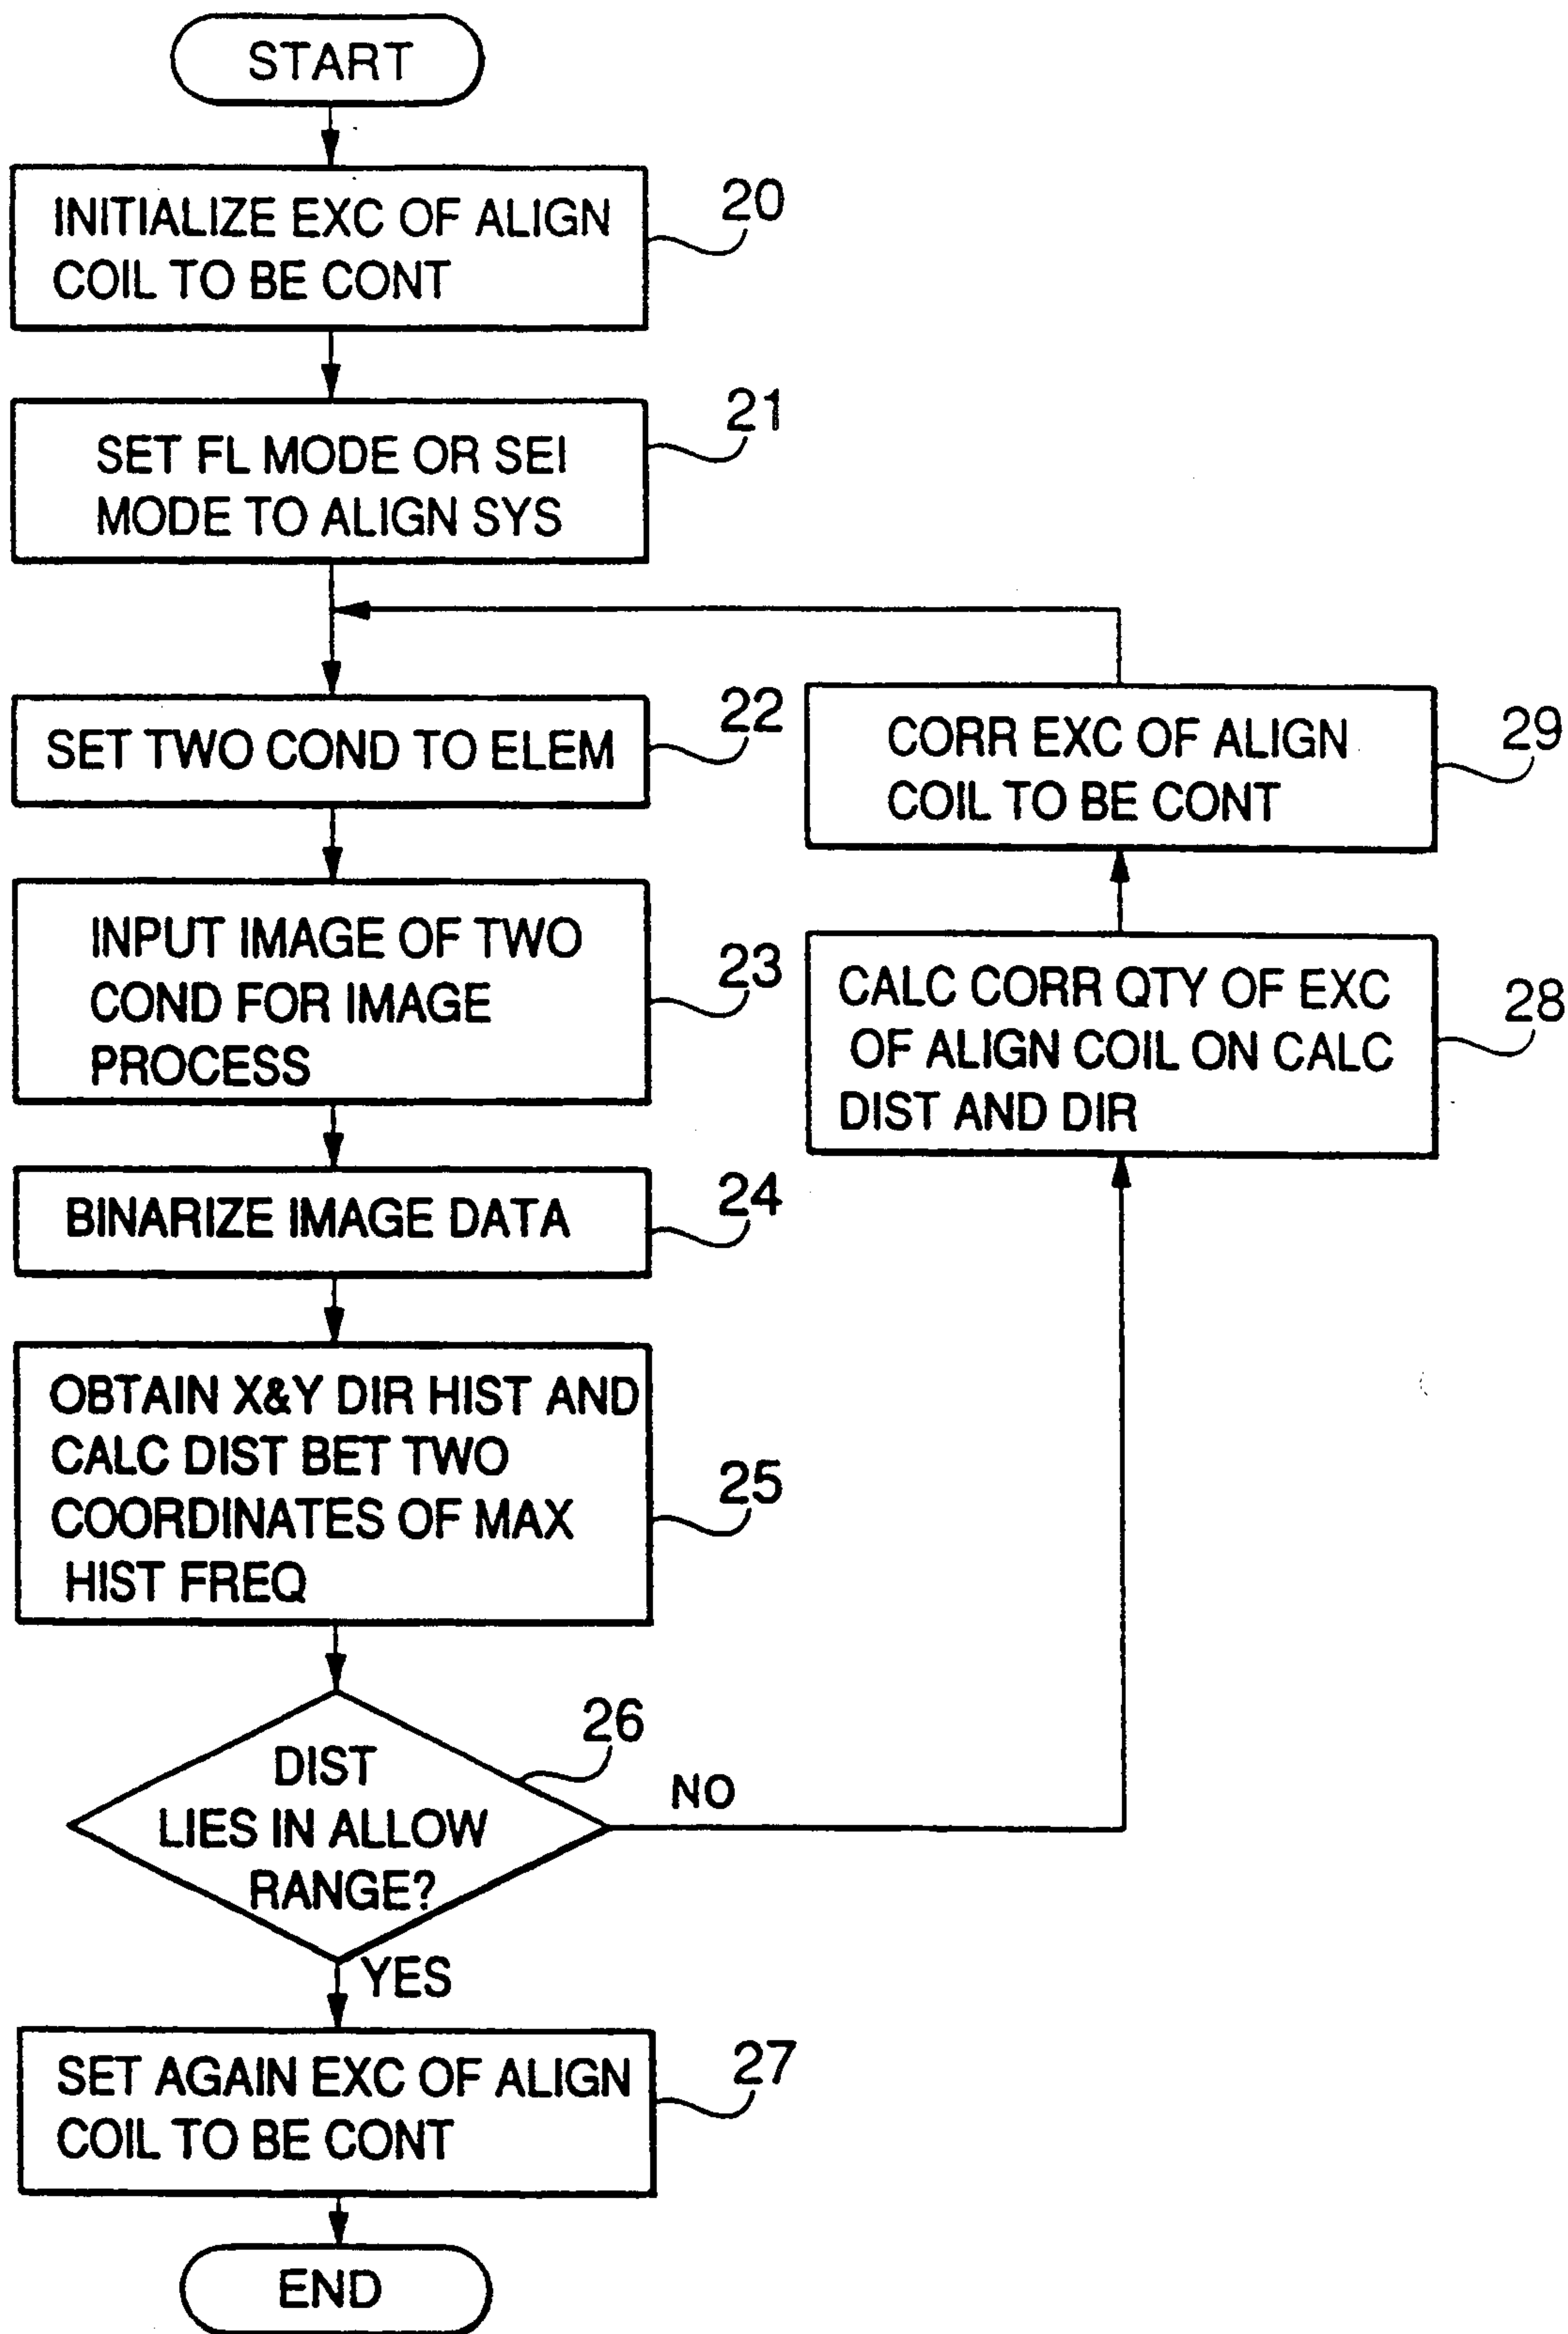 START
INITIALIZE EXC OF ALIGN
COIL TO BE CONT
20
SET FL MODE OR SEI
MODE TO ALIGN SYS
21
SET TWO COND TO ELEM
22
INPUT IMAGE OF TWO
COND FOR IMAGE
PROCESS
23
BINARIZE IMAGE DATA
24
OBTAIN X&Y DIR HIST AND
CALC DIST BET TWO
COORDINATES OF MAX
HIST FREQ
25
DIST
LIES IN ALLOW
RANGE?
26
NO
YES
SET AGAIN EXC OF ALIGN
COIL TO BE CONT
27
END
CALC CORR QTY OF EXC
OF ALIGN COIL ON CALC
DIST AND DIR
28
CORR EXC OF ALIGN
COIL TO BE CONT
29